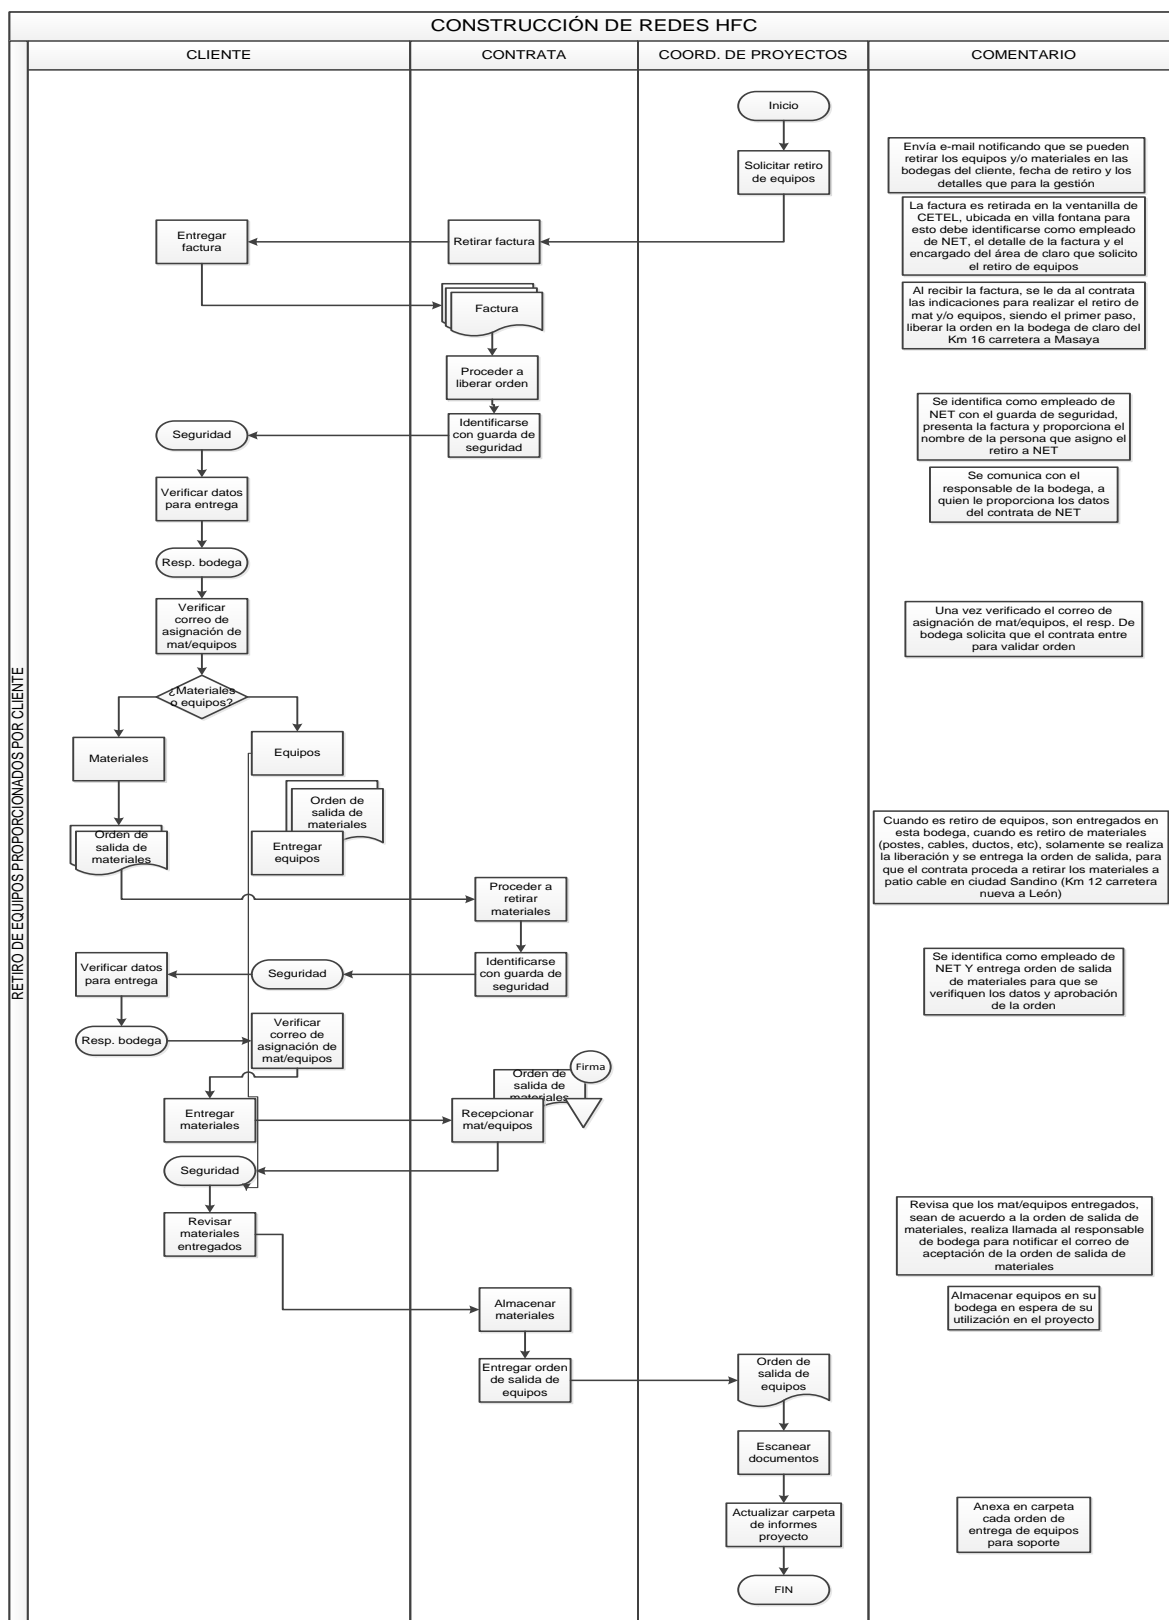 CONSTRUCCIÓN DE REDES HFC
CLIENTE
CONTRATA
COORD. DE PROYECTOS
COMENTARIO
RETIRO DE EQUIPOS PROPORCIONADOS POR CLIENTE
Inicio
Solicitar retiro
de equipos
Envía e-mail notificando que se pueden
retirar los equipos y/o materiales en las
bodegas del cliente, fecha de retiro y los
detalles que para la gestión
Entregar
factura
Retirar factura
La factura es retirada en la ventanilla de
CETEL, ubicada en villa fontana para
esto debe identificarse como empleado
de NET, el detalle de la factura y el
encargado del área de claro que solicito
el retiro de equipos
Factura
Al recibir la factura, se le da al contrata
las indicaciones para realizar el retiro de
mat y/o equipos, siendo el primer paso,
liberar la orden en la bodega de claro del
Km 16 carretera a Masaya
Proceder a
liberar orden
Seguridad
Identificarse
con guarda de
seguridad
Se identifica como empleado de
NET con el guarda de seguridad,
presenta la factura y proporciona el
nombre de la persona que asigno el
retiro a NET
Verificar datos
para entrega
Se comunica con el
responsable de la bodega, a
quien le proporciona los datos
del contrata de NET
Resp. bodega
Verificar
correo de
asignación de
mat/equipos
Una vez verificado el correo de
asignación de mat/equipos, el resp. De
bodega solicita que el contrata entre
para validar orden
¿Materiales
o equipos?
Materiales
Equipos
Orden de
salida de
materiales
Orden de
salida de
materiales
Entregar
equipos
Cuando es retiro de equipos, son entregados en
esta bodega, cuando es retiro de materiales
(postes, cables, ductos, etc), solamente se realiza
la liberación y se entrega la orden de salida, para
que el contrata proceda a retirar los materiales a
patio cable en ciudad Sandino (Km 12 carretera
nueva a León)
Proceder a
retirar
materiales
Verificar datos
para entrega
Seguridad
Identificarse
con guarda de
seguridad
Se identifica como empleado de
NET Y entrega orden de salida
de materiales para que se
verifiquen los datos y aprobación
de la orden
Resp. bodega
Verificar
correo de
asignación de
mat/equipos
Orden de
salida de
materiales
Firma
Entregar
materiales
Recepcionar
mat/equipos
Seguridad
Revisar
materiales
entregados
Revisa que los mat/equipos entregados,
sean de acuerdo a la orden de salida de
materiales, realiza llamada al responsable
de bodega para notificar el correo de
aceptación de la orden de salida de
materiales
Almacenar
materiales
Almacenar equipos en su
bodega en espera de su
utilización en el proyecto
Entregar orden
de salida de
equipos
Orden de
salida de
equipos
Escanear
documentos
Actualizar carpeta
de informes
proyecto
Anexa en carpeta
cada orden de
entrega de equipos
para soporte
FIN